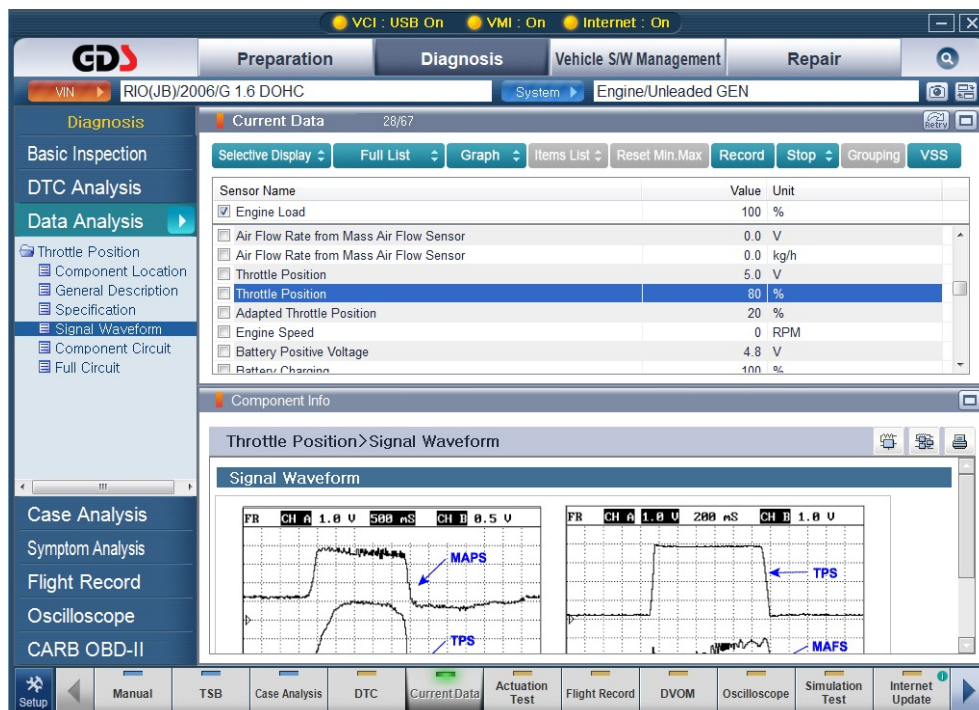 VCI : USB On VMI : On Internet : On
GDS Preparation Diagnosis Vehicle S/W Management Repair
VIN RIO(JB)/2006/G 1.6 DOHC System Engine/Unleaded GEN
Diagnosis
Basic Inspection
DTC Analysis
Data Analysis
Throttle Position
Component Location
General Description
Specification
Signal Waveform
Component Circuit
Full Circuit
Case Analysis
Symptom Analysis
Flight Record
Oscilloscope
CARB OBD-II
Current Data 28/67 Retry
Selective Display Full List Graph Items List Reset Min.Max Record Stop Grouping VSS
Sensor Name Value Unit
Engine Load 100 %
Air Flow Rate from Mass Air Flow Sensor 0.0 V
Air Flow Rate from Mass Air Flow Sensor 0.0 kg/h
Throttle Position 5.0 V
Throttle Position 80 %
Adapted Throttle Position 20 %
Engine Speed 0 RPM
Battery Positive Voltage 4.8 V
Battery Charging 100 %
Component Info
Throttle Position>Signal Waveform
Signal Waveform
FR CH A 1.0 V 500 mS CH B 0.5 V
MAPS
TPS
FR CH A 1.0 V 200 mS CH B 1.0 V
TPS
MAFS
Setup Manual TSB Case Analysis DTC Current Data Actuation Test Flight Record DVOM Oscilloscope Simulation Test Internet Update